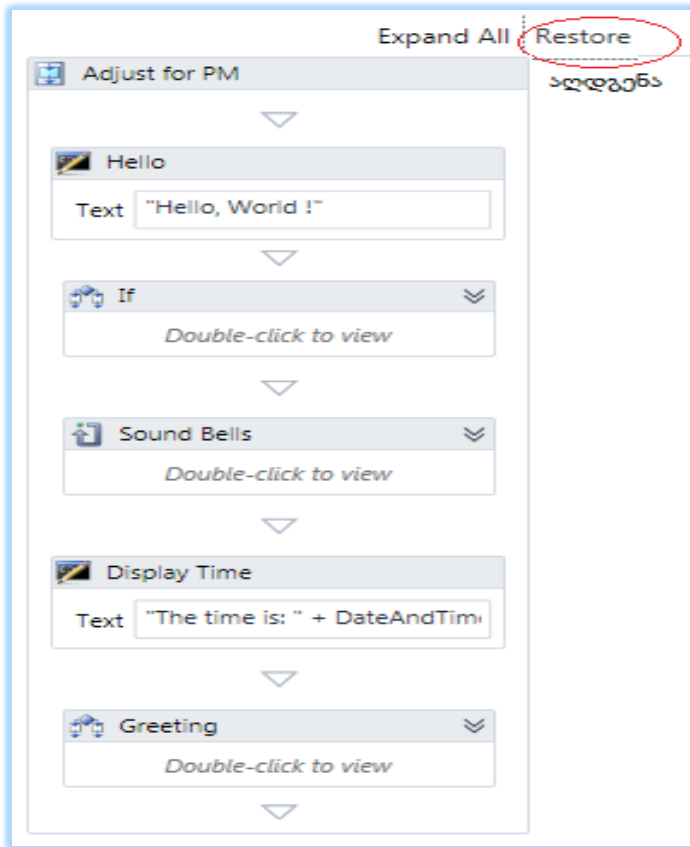 Expand All Restore
აღდგენა
Adjust for PM
Hello
Text "Hello, World !"
If
Double-click to view
Sound Bells
Double-click to view
Display Time
Text "The time is: " + DateAndTim
Greeting
Double-click to view